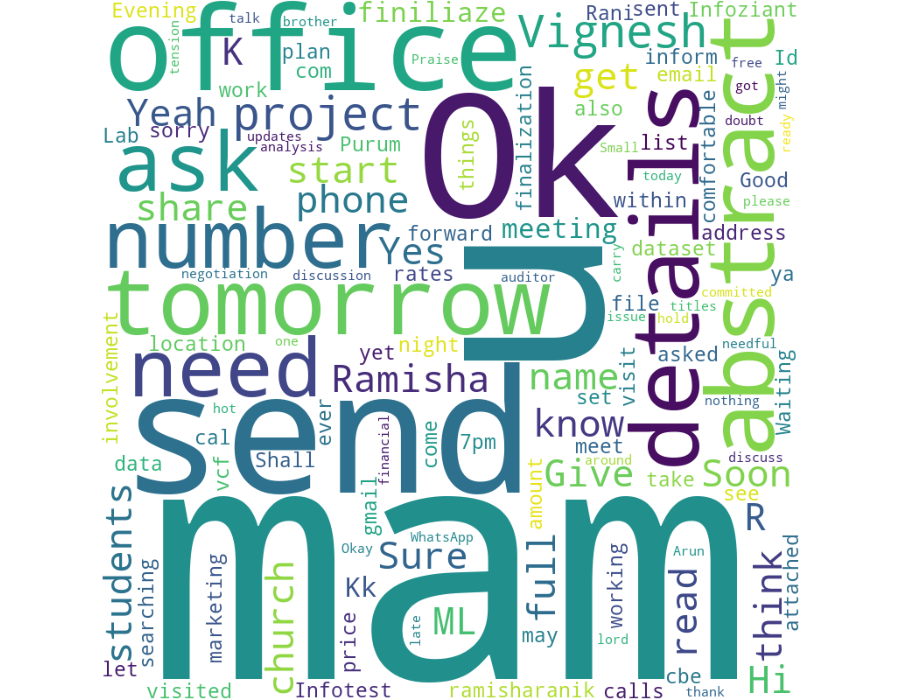 Evening
talk
brother
finiliaze
Rani
sent
Infoziant
office
tension
K
plan
com
Praise
Vignesh
inform
free
Id
work
get
email
got
might
Yeah
project
Ok
things
finalization
also
details
abstract
doubt
ready
Lab
sorry
updates
analysis
Purum
Small
list
comfortable
ask
start
today
Good
share
phone
within
please
number
Yes
forward
meeting
address
u
carry
dataset
negotiation
discussion
rates
auditor
ya
tomorrow
file
committed
titles
issue
hold
involvement
location
one
yet
night
asked
needful
Waiting
need
Ramisha
name
visit
set
nothing
send
hot
ever
know
cal
Shall
financial
come
7pm
meet
discuss
data
vcf
around
Give
take
Soon
students
gmail
amount
see
R
mam
WhatsApp
Okay
Sure
full
Arun
think
attached
searching
marketing
church
Kk
working
read
price
late
ML
may
lord
let
cbe
Hi
visited
Infotest
ramisharanik
calls
thank